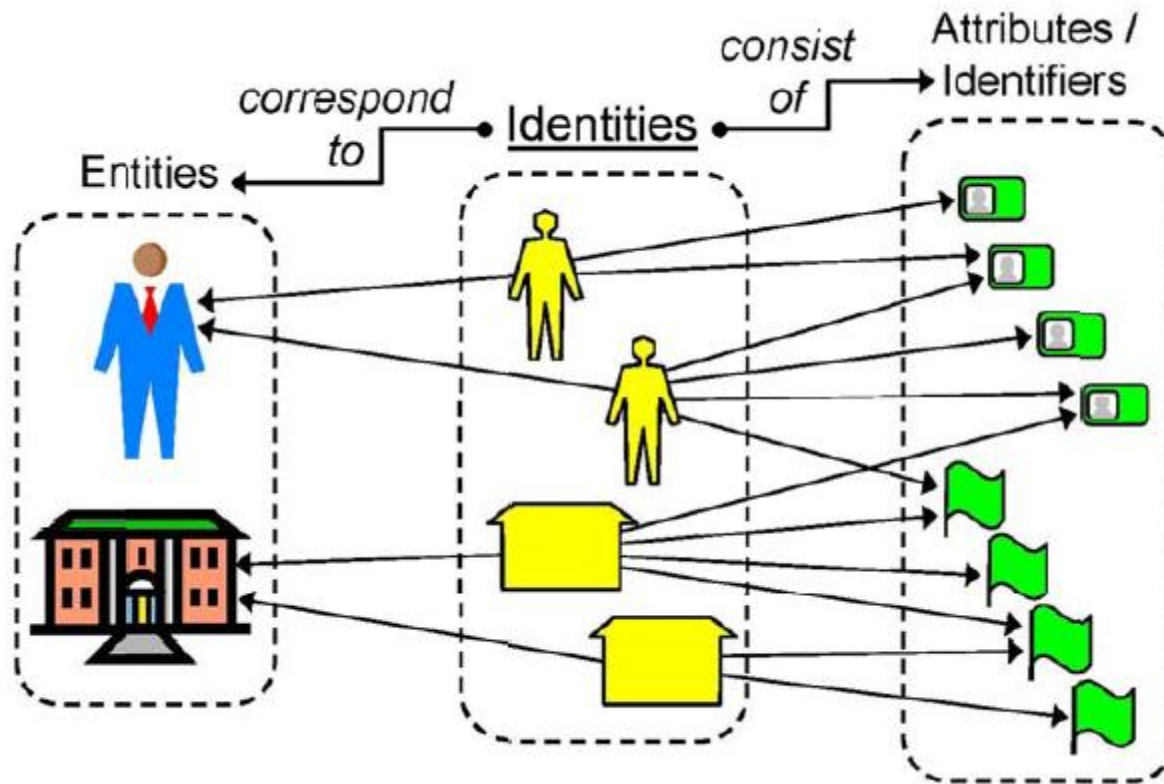 Attributes /
Identifiers
consist
of
correspond
to
Identities
Entities